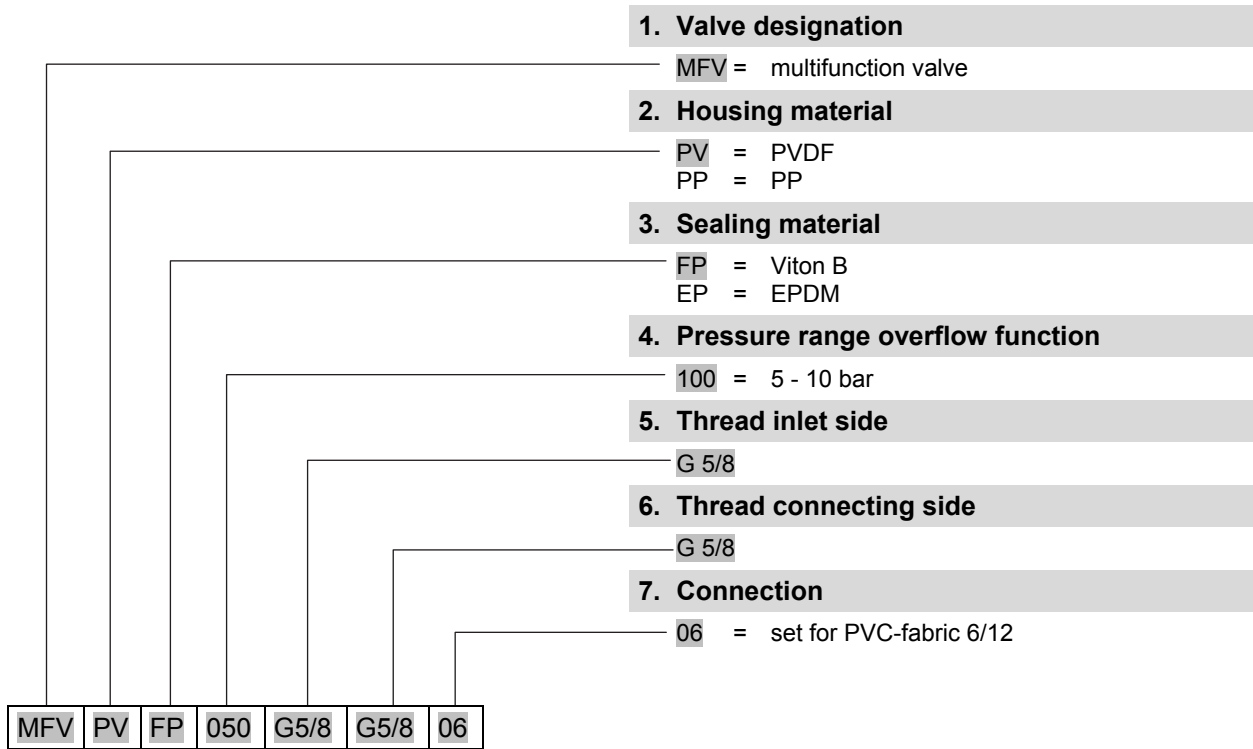 1. Valve designation
MFV = multifunction valve
2. Housing material
PV = PVDF
PP = PP
3. Sealing material
FP = Viton B
EP = EPDM
4. Pressure range overflow function
100 = 5 - 10 bar
5. Thread inlet side
G 5/8
6. Thread connecting side
G 5/8
7. Connection
06 = set for PVC-fabric 6/12
MFV PV FP 050 G5/8 G5/8 06